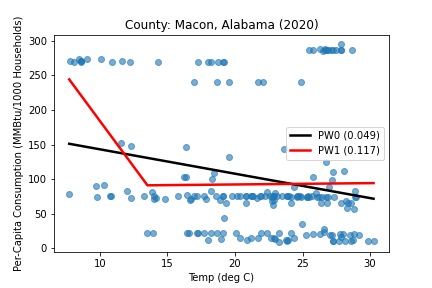 County: Macon, Alabama (2020)
Per-Capita Consumption (MMBtu/1000 Households)
300
250
200
150
100
50
0
PW0 (0.049)
PW1 (0.117)
10
15
20
25
30
Temp (deg C)